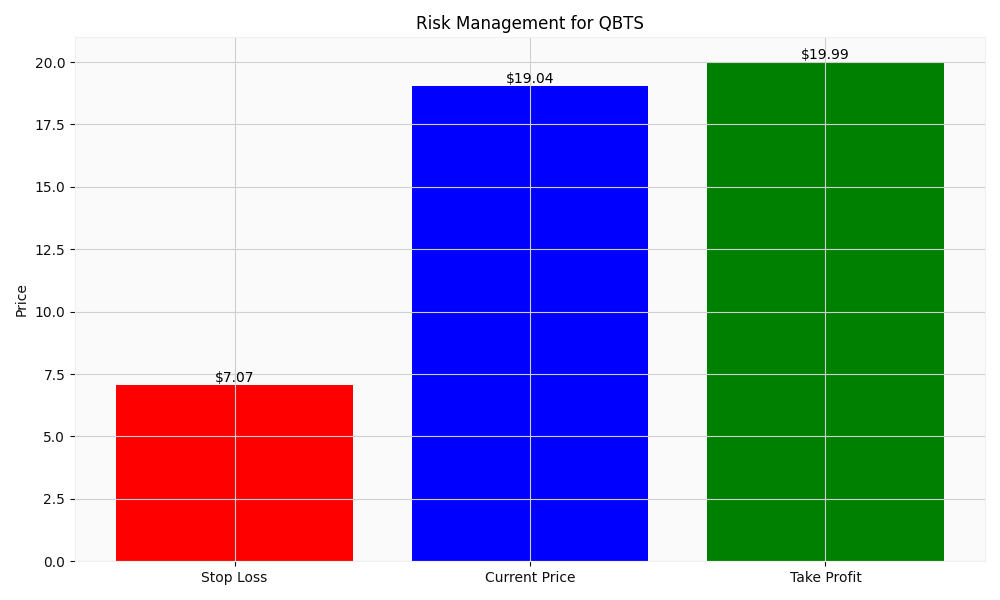 Risk Management for QBTS
$19.99
$19.04
$7.07
20.0
17.5
15.0
12.5
10.0
7.5
5.0
2.5
0.0
Price
Stop Loss
Current Price
Take Profit